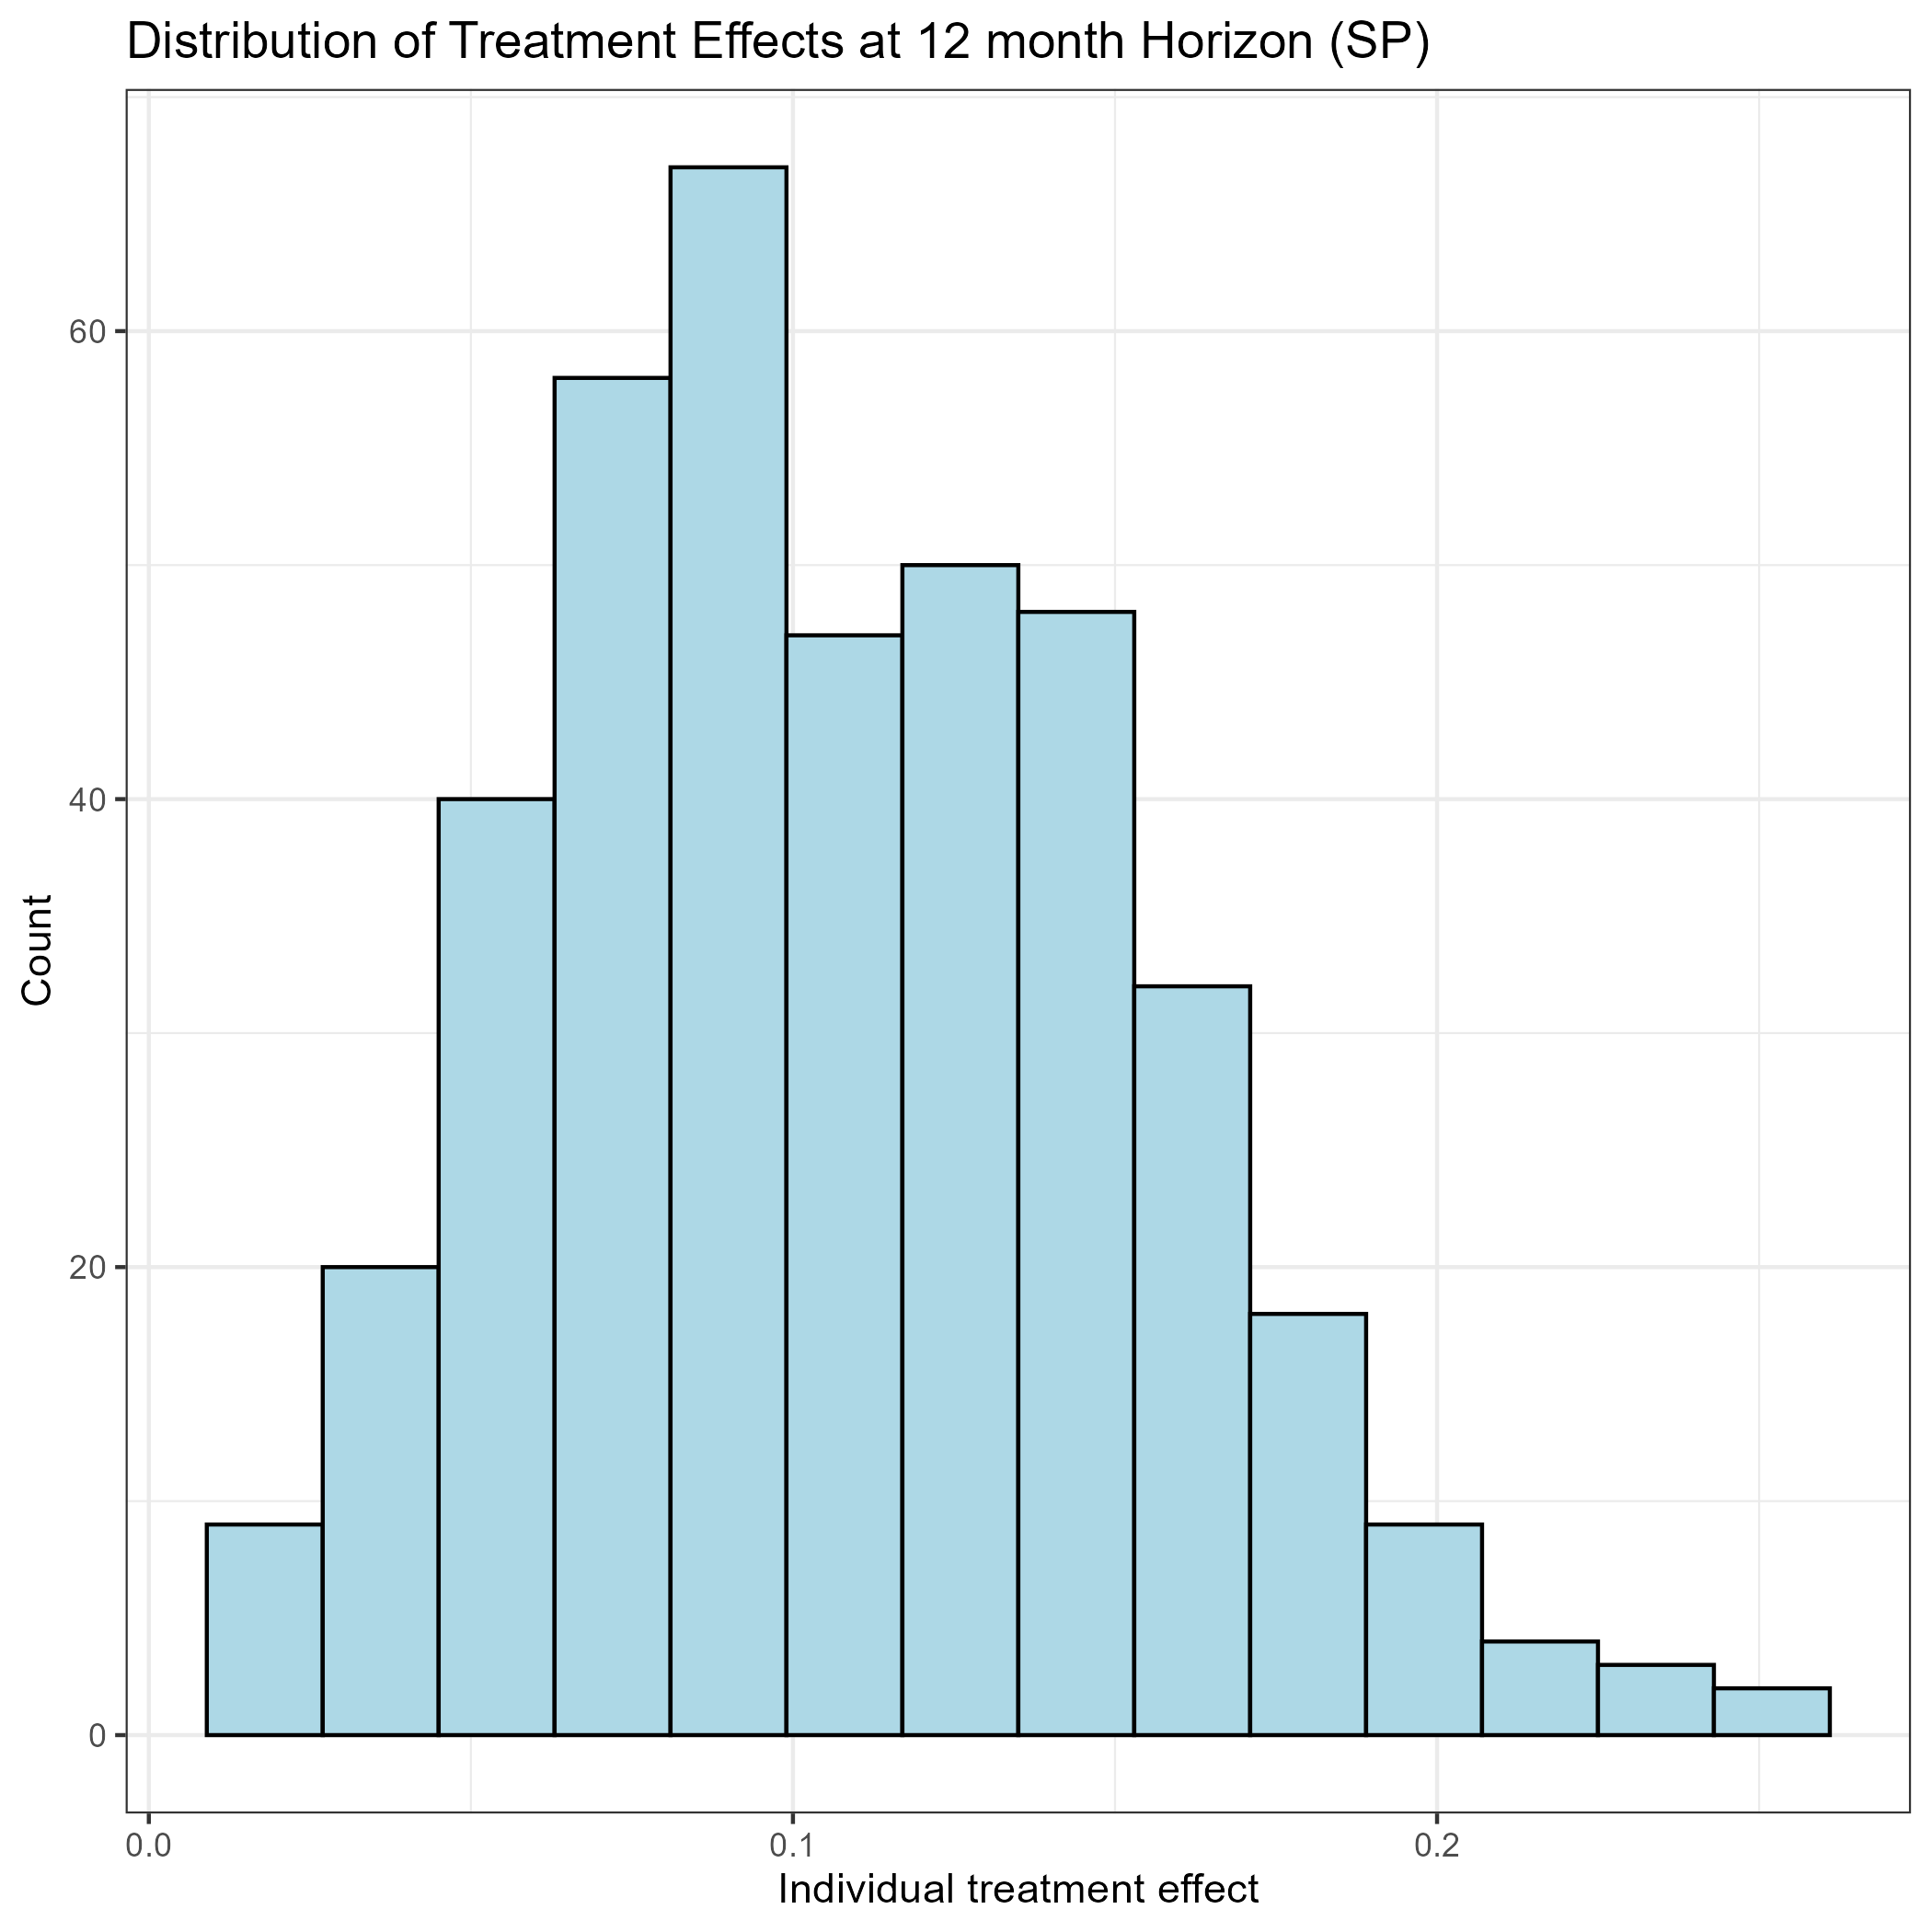 Distribution of Treatment Effects at 12 month Horizon (SP)
60
40
20
0
Count
0.0 0.1 0.2
Individual treatment effect